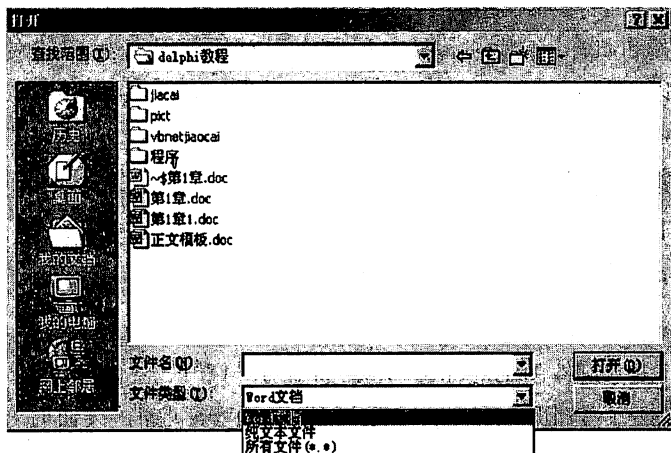 打开
查找范围(I):
delphi教程
jiacai
pict
vbnetjiaocai
程序
~$第1章.doc
第1章.doc
第1章1.doc
正文模板.doc
历史
桌面
我的文档
我的电脑
网上邻居
文件名(N):
打开(O)
文件类型(T):
Word文档
取消
纯文本文件
所有文件(*.*)